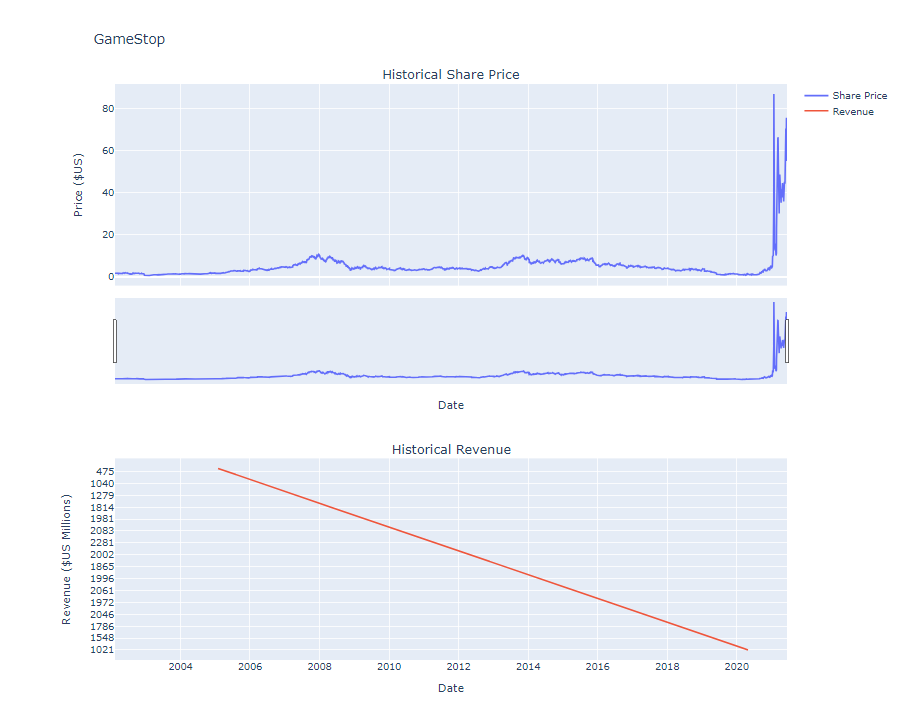 GameStop
Historical Share Price
Share Price
Revenue
Price ($US)
80
60
40
20
0
Date
Historical Revenue
Revenue ($US Millions)
475
1040
1279
1814
1981
2083
2281
2002
1865
1996
2061
1972
2046
1786
1548
1021
2004 2006 2008 2010 2012 2014 2016 2018 2020
Date